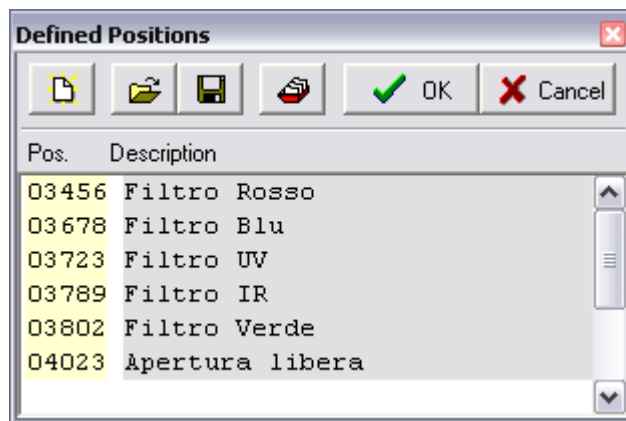 Defined Positions
OK Cancel
Pos. Description
03456 Filtro Rosso
03678 Filtro Blu
03723 Filtro UV
03789 Filtro IR
03802 Filtro Verde
04023 Apertura libera